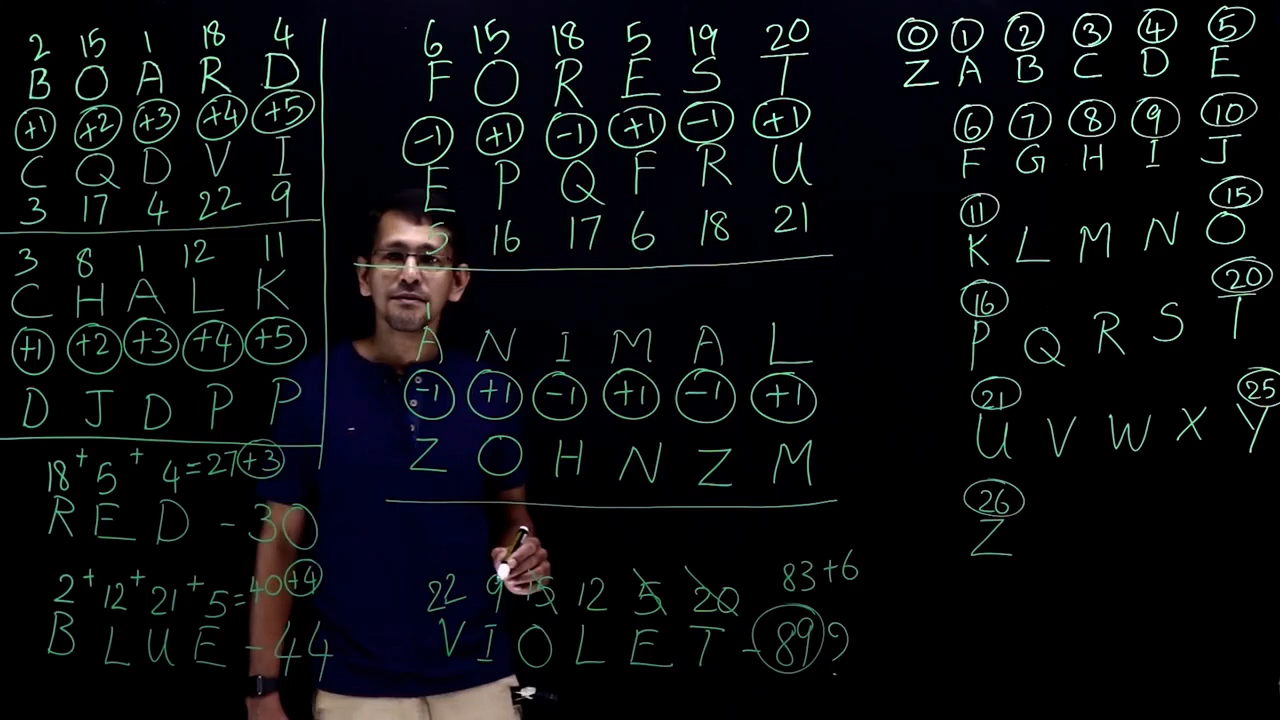 2 15 1 18 4
B O A R D
+1 +2 +3 +4 +5
C Q D V I
3 17 4 22 9
3 8 1 12 11
C H A L K
+1 +2 +3 +4 +5
D J D P P
18 + 5 + 4 = 27 +3
R E D - 30
2 + 12 + 21 + 5 = 40 +4
B L U E - 44
6 15 18 5 19 20
F O R E S T
-1 +1 -1 +1 -1 +1
E P Q F R U
5 16 17 6 18 21
1
A N I M A L
-1 +1 -1 +1 -1 +1
Z O H N Z M
83+6
22 9 15 12 5 20
V I O L E T - 89 ?
0 1 2 3 4 5
Z A B C D E
6 7 8 9 10
F G H I J
11 15
K L M N O
16 20
P Q R S T
21 25
U V W X Y
26
Z